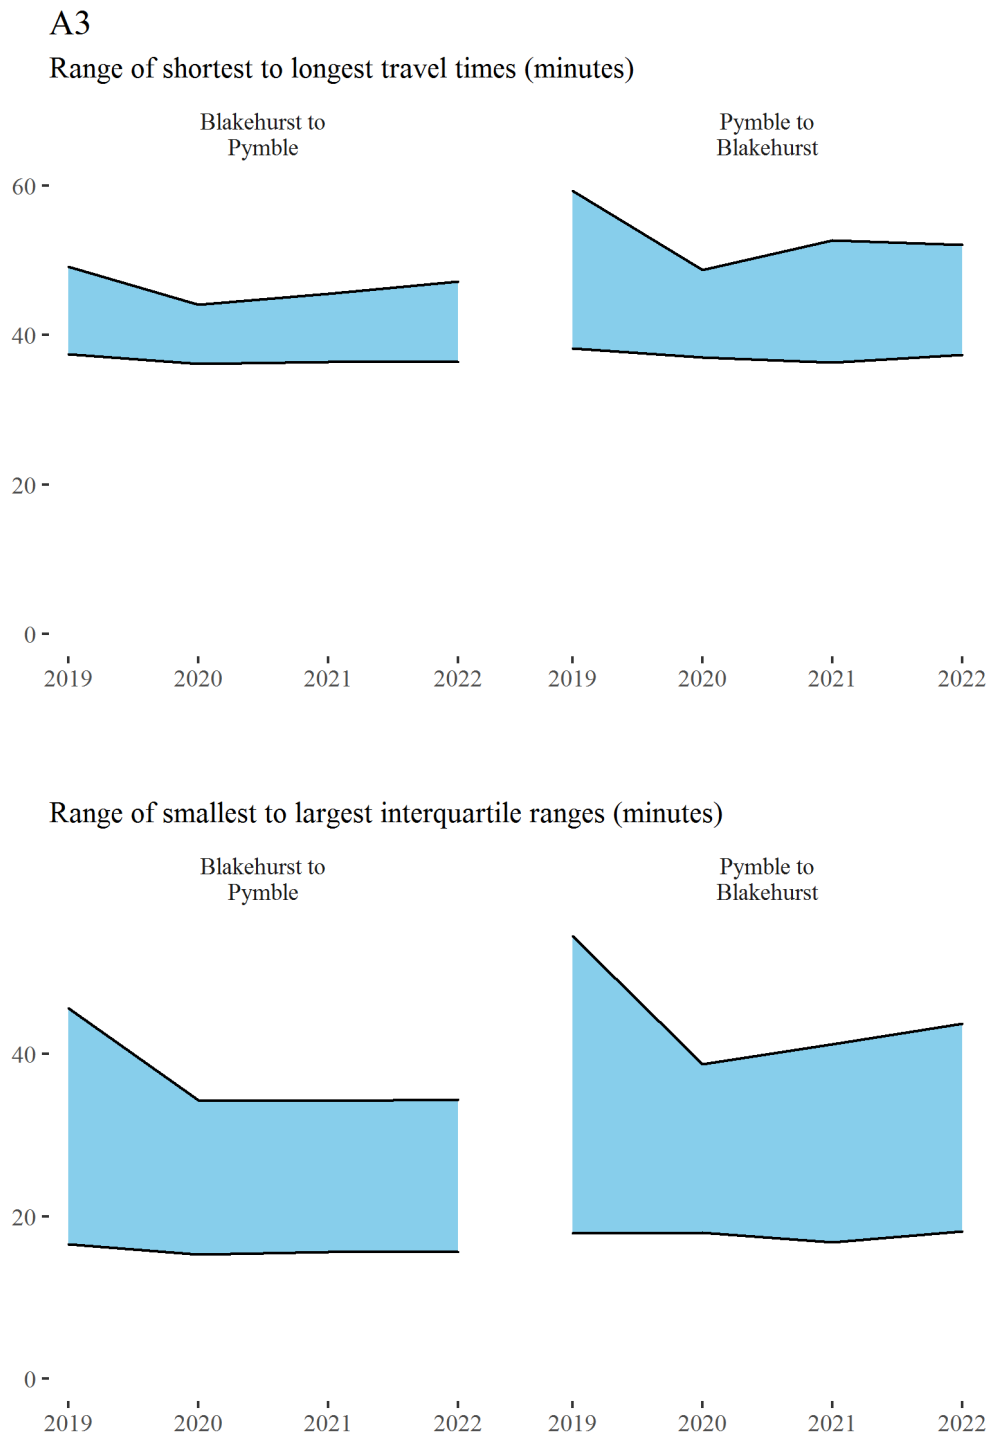 A3
Range of shortest to longest travel times (minutes)
Blakehurst to
Pymble
Pymble to
Blakehurst
60
40
20
0
2019 2020 2021 2022 2019 2020 2021 2022
Range of smallest to largest interquartile ranges (minutes)
Blakehurst to
Pymble
Pymble to
Blakehurst
40
20
0
2019 2020 2021 2022 2019 2020 2021 2022